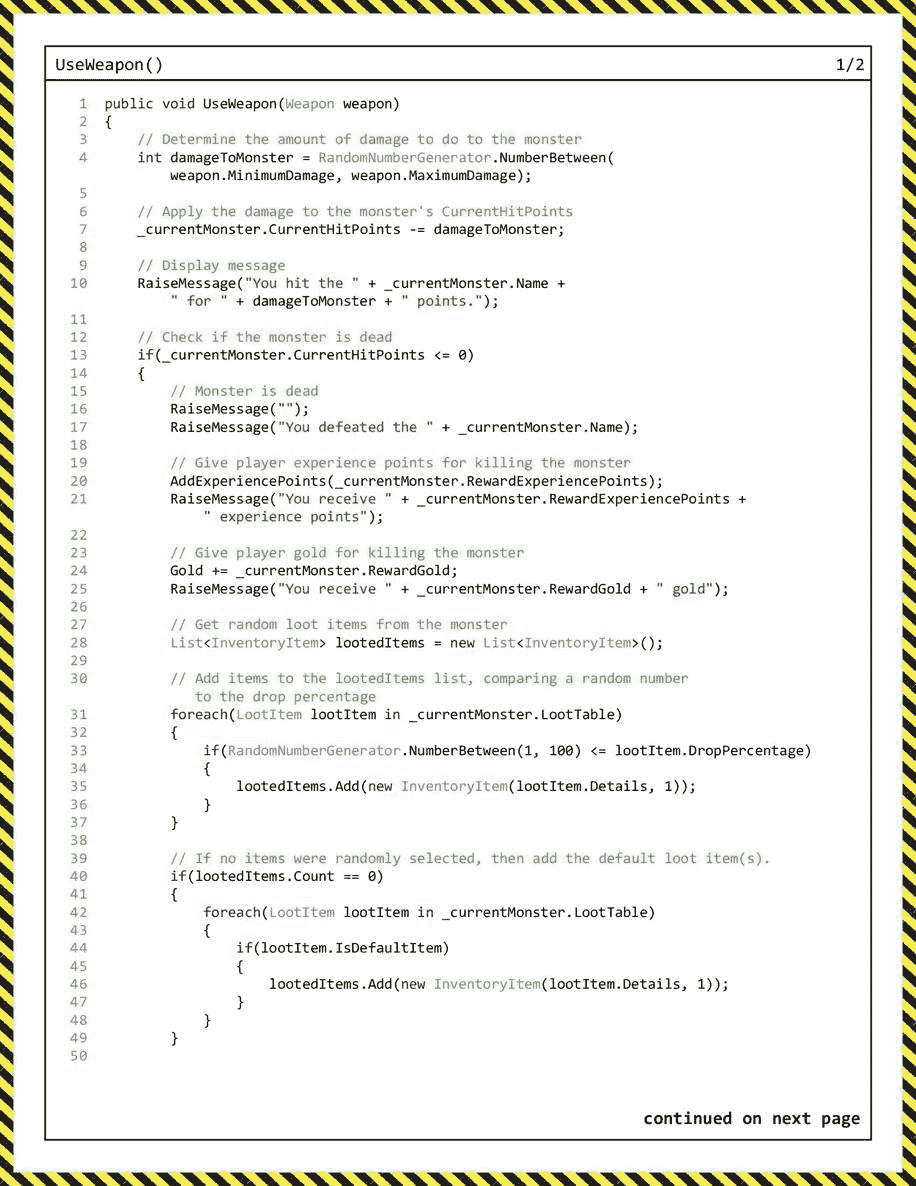 UseWeapon() 1/2
1 public void UseWeapon(Weapon weapon)
2 {
3 // Determine the amount of damage to do to the monster
4 int damageToMonster = RandomNumberGenerator.NumberBetween(
weapon.MinimumDamage, weapon.MaximumDamage);
5
6 // Apply the damage to the monster's CurrentHitPoints
7 _currentMonster.CurrentHitPoints -= damageToMonster;
8
9 // Display message
10 RaiseMessage("You hit the " + _currentMonster.Name +
" for " + damageToMonster + " points.");
11
12 // Check if the monster is dead
13 if(_currentMonster.CurrentHitPoints <= 0)
14 {
15 // Monster is dead
16 RaiseMessage("");
17 RaiseMessage("You defeated the " + _currentMonster.Name);
18
19 // Give player experience points for killing the monster
20 AddExperiencePoints(_currentMonster.RewardExperiencePoints);
21 RaiseMessage("You receive " + _currentMonster.RewardExperiencePoints +
" experience points");
22
23 // Give player gold for killing the monster
24 Gold += _currentMonster.RewardGold;
25 RaiseMessage("You receive " + _currentMonster.RewardGold + " gold");
26
27 // Get random loot items from the monster
28 List<InventoryItem> lootedItems = new List<InventoryItem>();
29
30 // Add items to the lootedItems list, comparing a random number
to the drop percentage
31 foreach(LootItem lootItem in _currentMonster.LootTable)
32 {
33 if(RandomNumberGenerator.NumberBetween(1, 100) <= lootItem.DropPercentage)
34 {
35 lootedItems.Add(new InventoryItem(lootItem.Details, 1));
36 }
37 }
38
39 // If no items were randomly selected, then add the default loot item(s).
40 if(lootedItems.Count == 0)
41 {
42 foreach(LootItem lootItem in _currentMonster.LootTable)
43 {
44 if(lootItem.IsDefaultItem)
45 {
46 lootedItems.Add(new InventoryItem(lootItem.Details, 1));
47 }
48 }
49 }
50
continued on next page